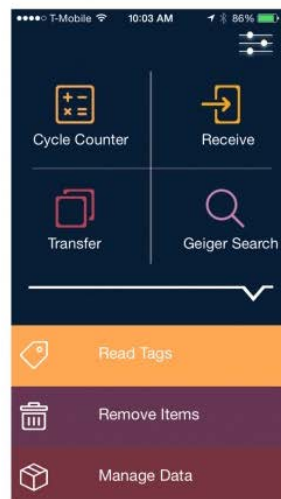 T-Mobile 10:03 AM 86%
Cycle Counter Receive
Transfer Geiger Search
Read Tags
Remove Items
Manage Data